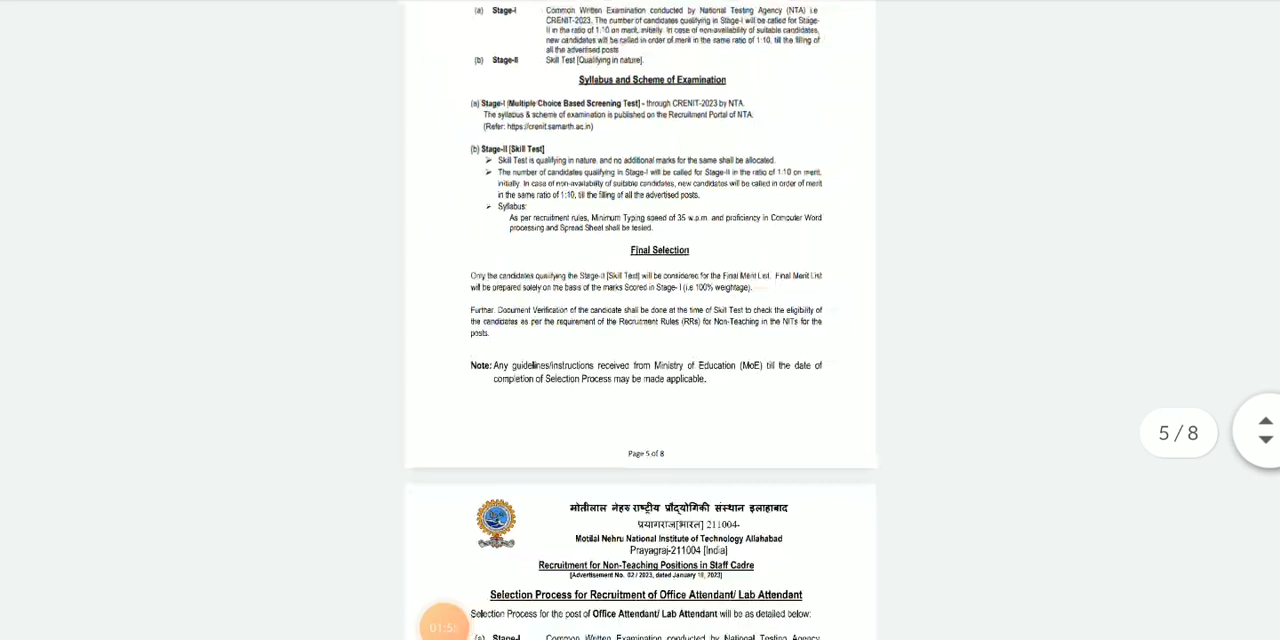 (a) Stage-I Common Written Examination conducted by National Testing Agency (NTA) i.e
CRENIT-2023. The number of candidates qualifying in Stage-I will be called for Stage-
II in the ratio of 1:10 on merit, initially. In case of non-availability of suitable candidates,
new candidates will be called in order of merit in the same ratio of 1:10, till the filling of
all the advertised posts
(b) Stage-II Skill Test [Qualifying in nature].
Syllabus and Scheme of Examination
(a) Stage-I [Multiple Choice Based Screening Test] - through CRENIT-2023 by NTA.
The syllabus & scheme of examination is published on the Recruitment Portal of NTA.
(Refer: https://crenit.samarth.ac.in)
(b) Stage-II [Skill Test]
➢ Skill Test is qualifying in nature, and no additional marks for the same shall be allocated.
➢ The number of candidates qualifying in Stage-I will be called for Stage-II in the ratio of 1:10 on merit,
initially. In case of non-availability of suitable candidates, new candidates will be called in order of merit
in the same ratio of 1:10, till the filling of all the advertised posts.
➢ Syllabus:
As per recruitment rules, Minimum Typing speed of 35 w.p.m. and proficiency in Computer Word
processing and Spread Sheet shall be tested.
Final Selection
Only the candidates qualifying the Stage-II [Skill Test] will be considered for the Final Merit List. Final Merit List
will be prepared solely on the basis of the marks Scored in Stage- I (i.e 100% weightage).
Further, Document Verification of the candidate shall be done at the time of Skill Test to check the eligibility of
the candidates as per the requirement of the Recruitment Rules (RRs) for Non-Teaching in the NITs for the
posts.
Note: Any guidelines/instructions received from Ministry of Education (MoE) till the date of
completion of Selection Process may be made applicable.
5 / 8
Page 5 of 8
मोतीलाल नेहरु राष्ट्रीय प्रौद्योगिकी संस्थान इलाहाबाद
प्रयागराज[भारत] 211004-
Motilal Nehru National Institute of Technology Allahabad
Prayagraj-211004 [India]
Recruitment for Non-Teaching Positions in Staff Cadre
[Advertisement No. 02 / 2023, dated January 18, 2023]
Selection Process for Recruitment of Office Attendant/ Lab Attendant
Selection Process for the post of Office Attendant/ Lab Attendant will be as detailed below:
(a) Stage-I Common Written Examination conducted by National Testing Agency